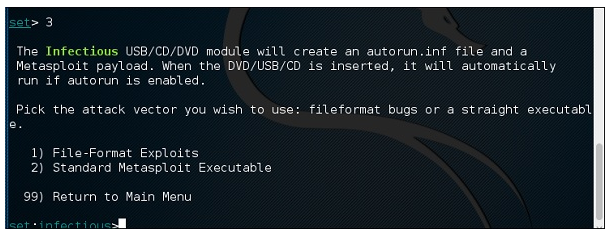 set> 3
The Infectious USB/CD/DVD module will create an autorun.inf file and a
Metasploit payload. When the DVD/USB/CD is inserted, it will automatically
run if autorun is enabled.
Pick the attack vector you wish to use: fileformat bugs or a straight executabl
e.
1) File-Format Exploits
2) Standard Metasploit Executable
99) Return to Main Menu
set:infectious>